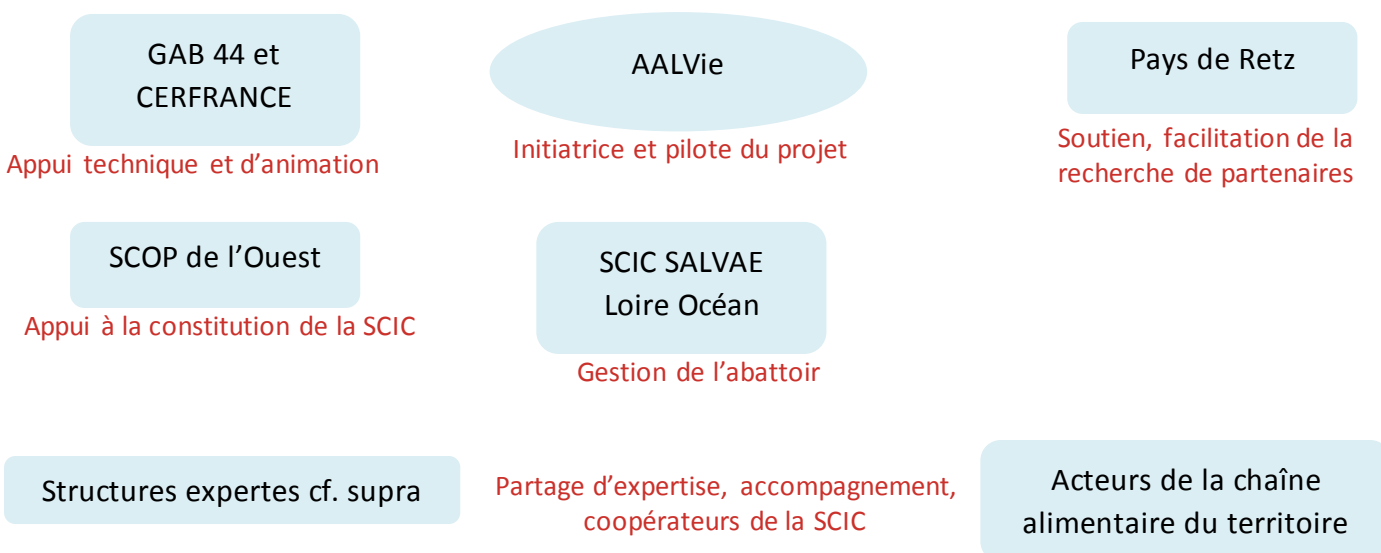 GAB 44 et
CERFRANCE
Appui technique et d’animation
AALVie
Initiatrice et pilote du projet
Pays de Retz
Soutien, facilitation de la
recherche de partenaires
SCOP de l’Ouest
Appui à la constitution de la SCIC
SCIC SALVAE
Loire Océan
Gestion de l’abattoir
Structures expertes cf. supra
Partage d’expertise, accompagnement,
coopérateurs de la SCIC
Acteurs de la chaîne
alimentaire du territoire